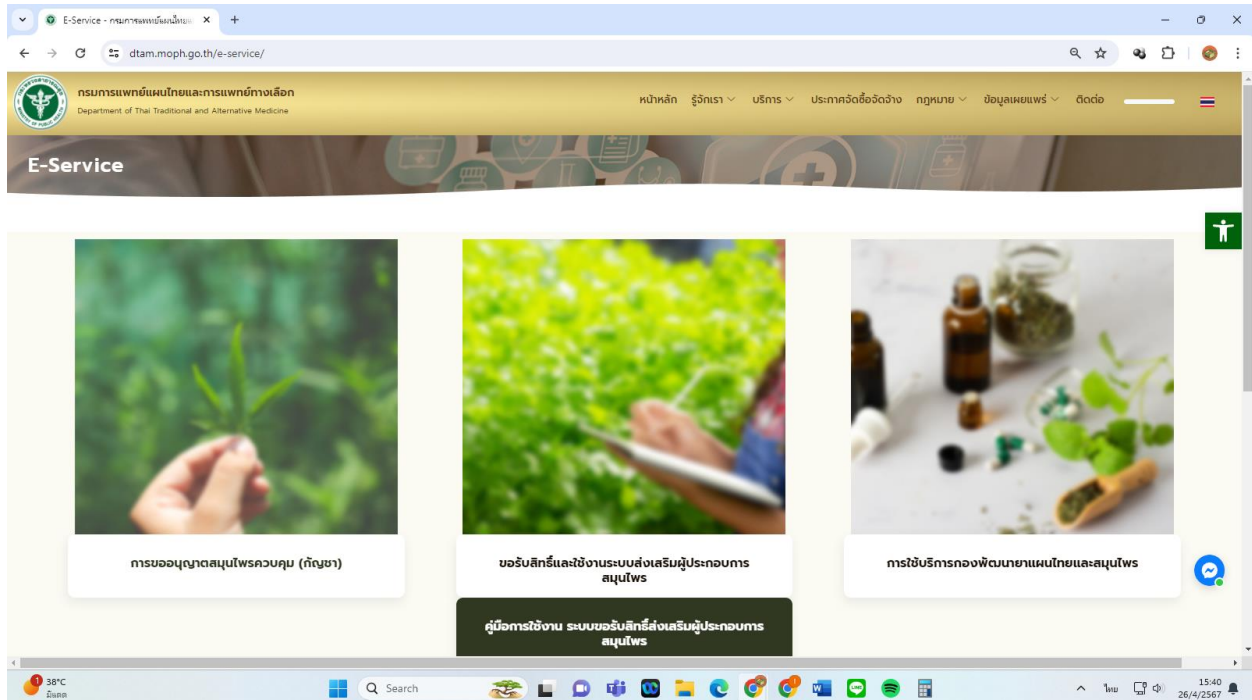 E-Service - กรมการแพทย์แผนไทยแ
dtam.moph.go.th/e-service/
กรมการแพทย์แผนไทยและการแพทย์ทางเลือก
Department of Thai Traditional and Alternative Medicine
หน้าหลัก รู้จักเรา บริการ ประกาศจัดซื้อจัดจ้าง กฎหมาย ข้อมูลเผยแพร่ ติดต่อ
E-Service
การขออนุญาตสมุนไพรควบคุม (กัญชา)
ขอรับสิทธิ์และใช้งานระบบส่งเสริมผู้ประกอบการ
สมุนไพร
การใช้บริการกองพัฒนายาแผนไทยและสมุนไพร
คู่มือการใช้งาน ระบบขอรับสิทธิ์ส่งเสริมผู้ประกอบการ
สมุนไพร
1
38°C
มีแดด
Search
ไทย
15:40
26/4/2567